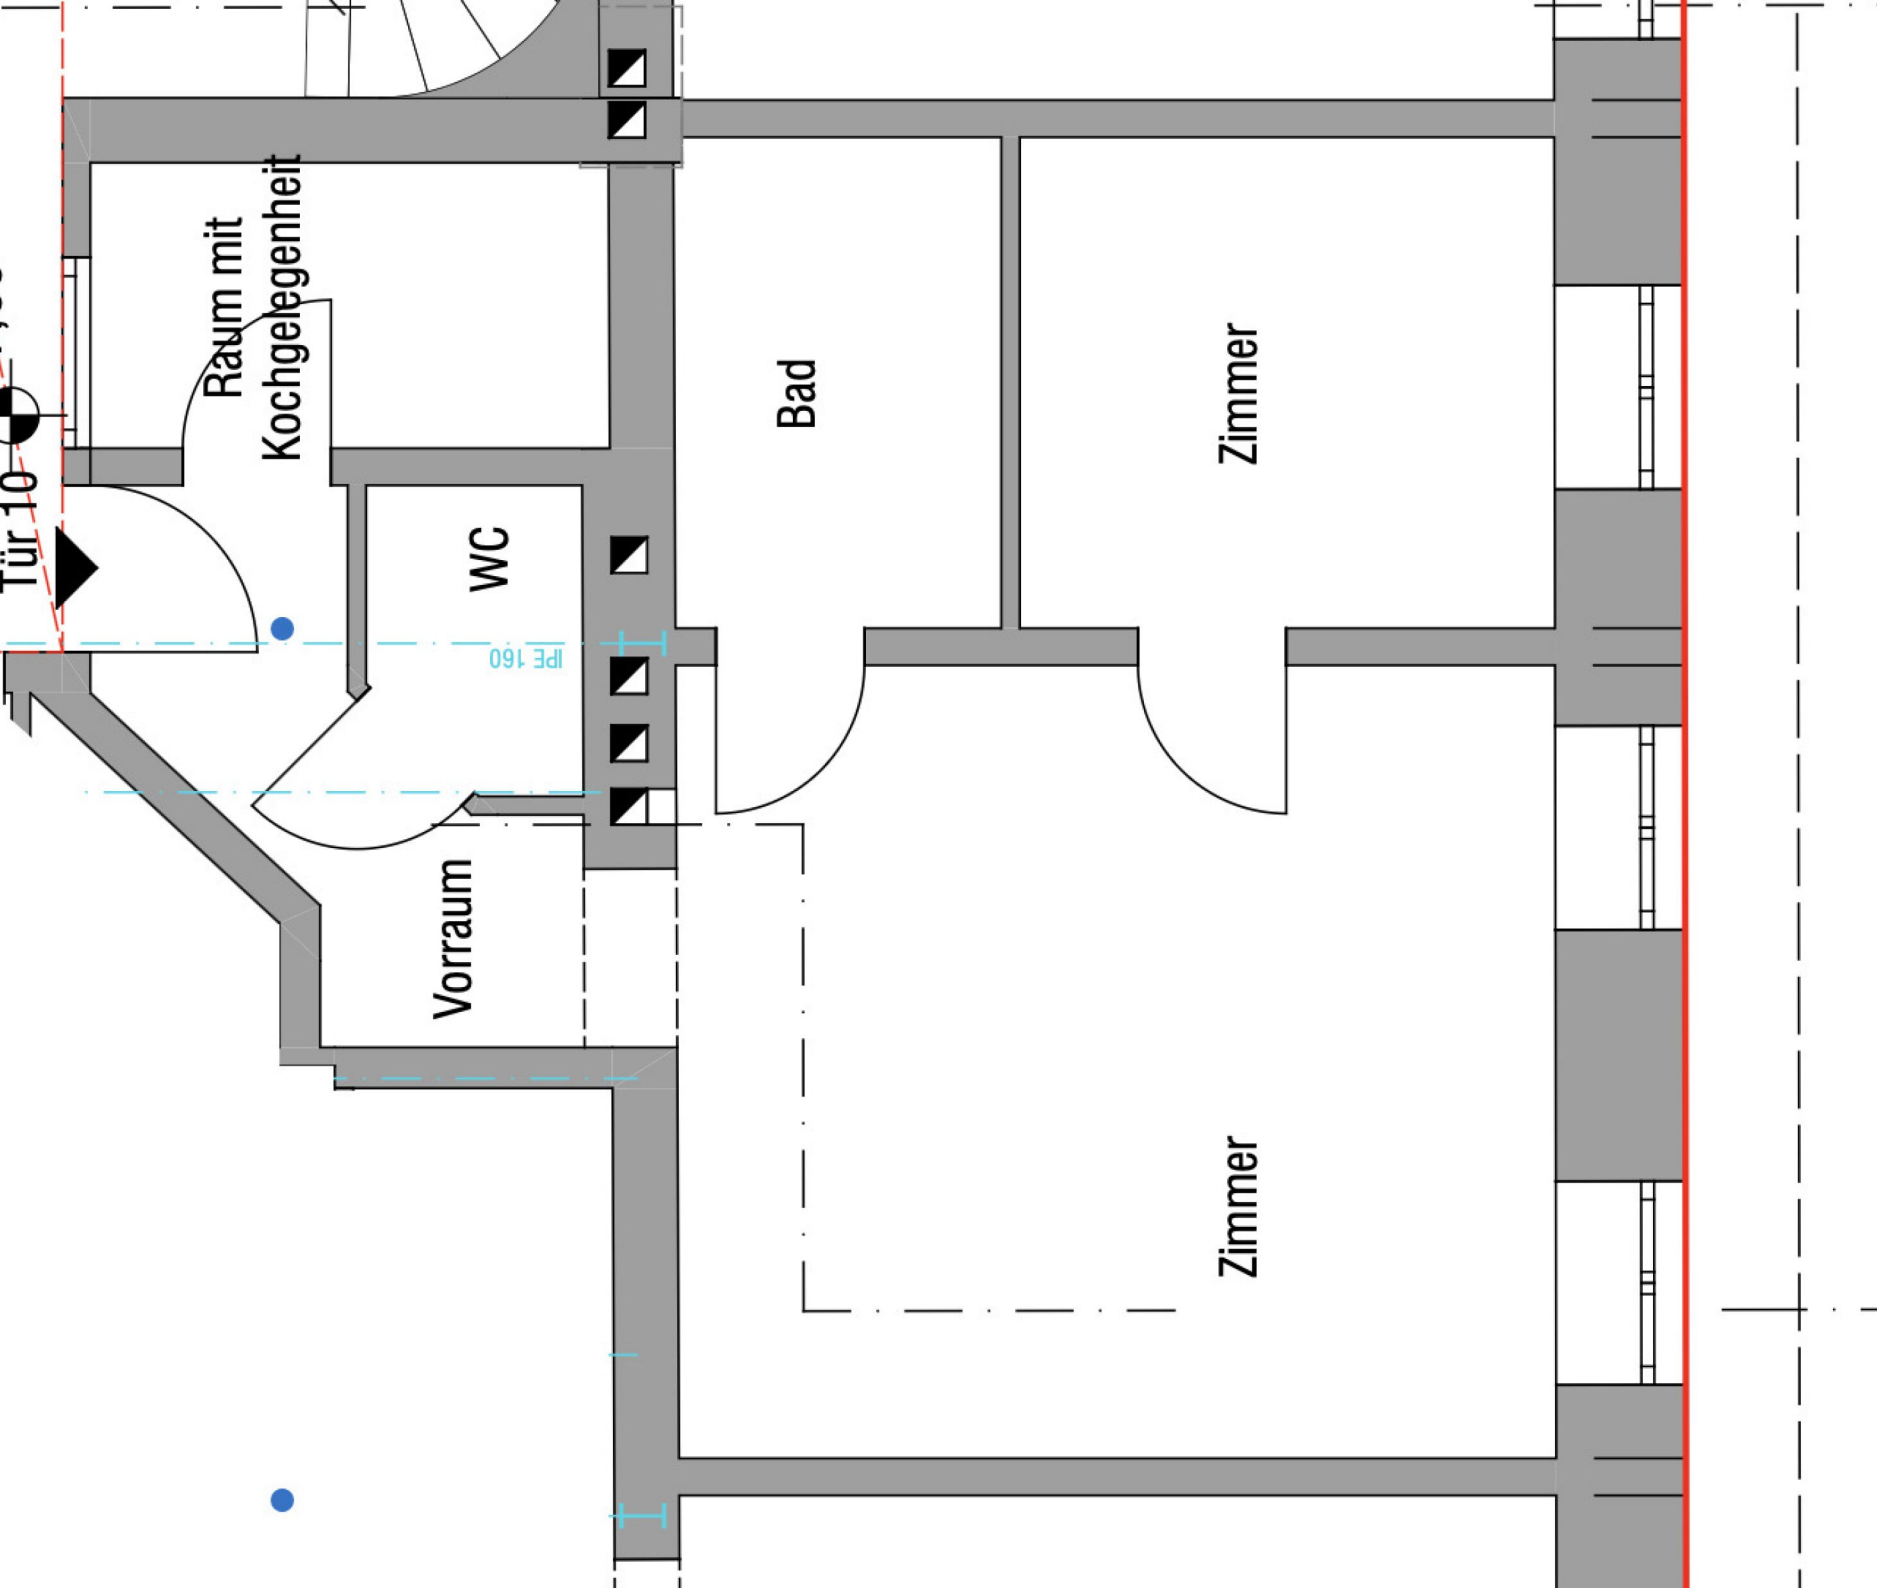 Raum mit
Kochgelegenheit
Bad
Zimmer
Tür 10
WC
IPE 160
Vorraum
Zimmer